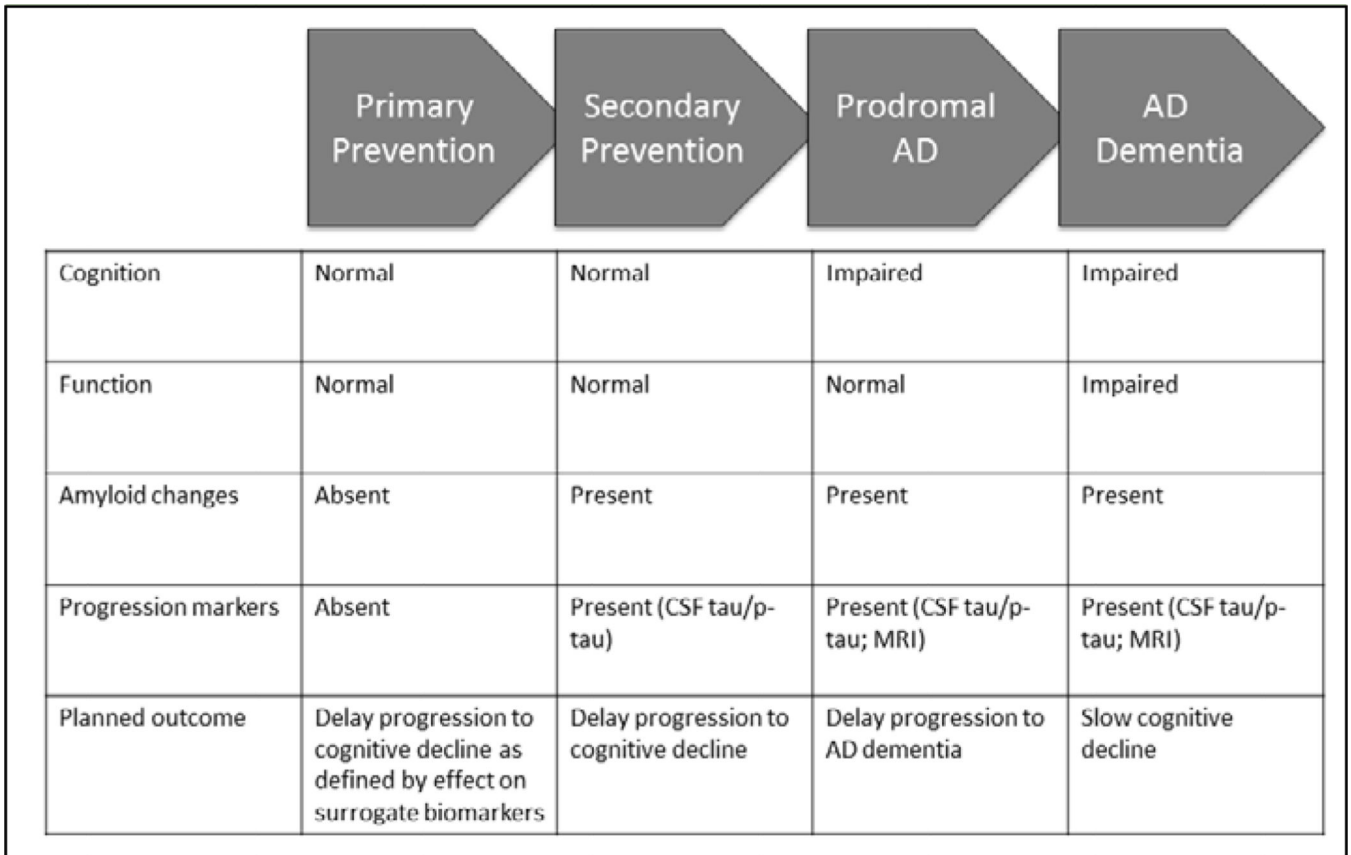 Primary
Prevention
Secondary
Prevention
Prodromal
AD
AD
Dementia
Cognition
Normal
Normal
Impaired
Impaired
Function
Normal
Normal
Normal
Impaired
Amyloid changes
Absent
Present
Present
Present
Progression markers
Absent
Present (CSF tau/p-
tau)
Present (CSF tau/p-
tau; MRI)
Present (CSF tau/p-
tau; MRI)
Planned outcome
Delay progression to
cognitive decline as
defined by effect on
surrogate biomarkers
Delay progression to
cognitive decline
Delay progression to
AD dementia
Slow cognitive
decline